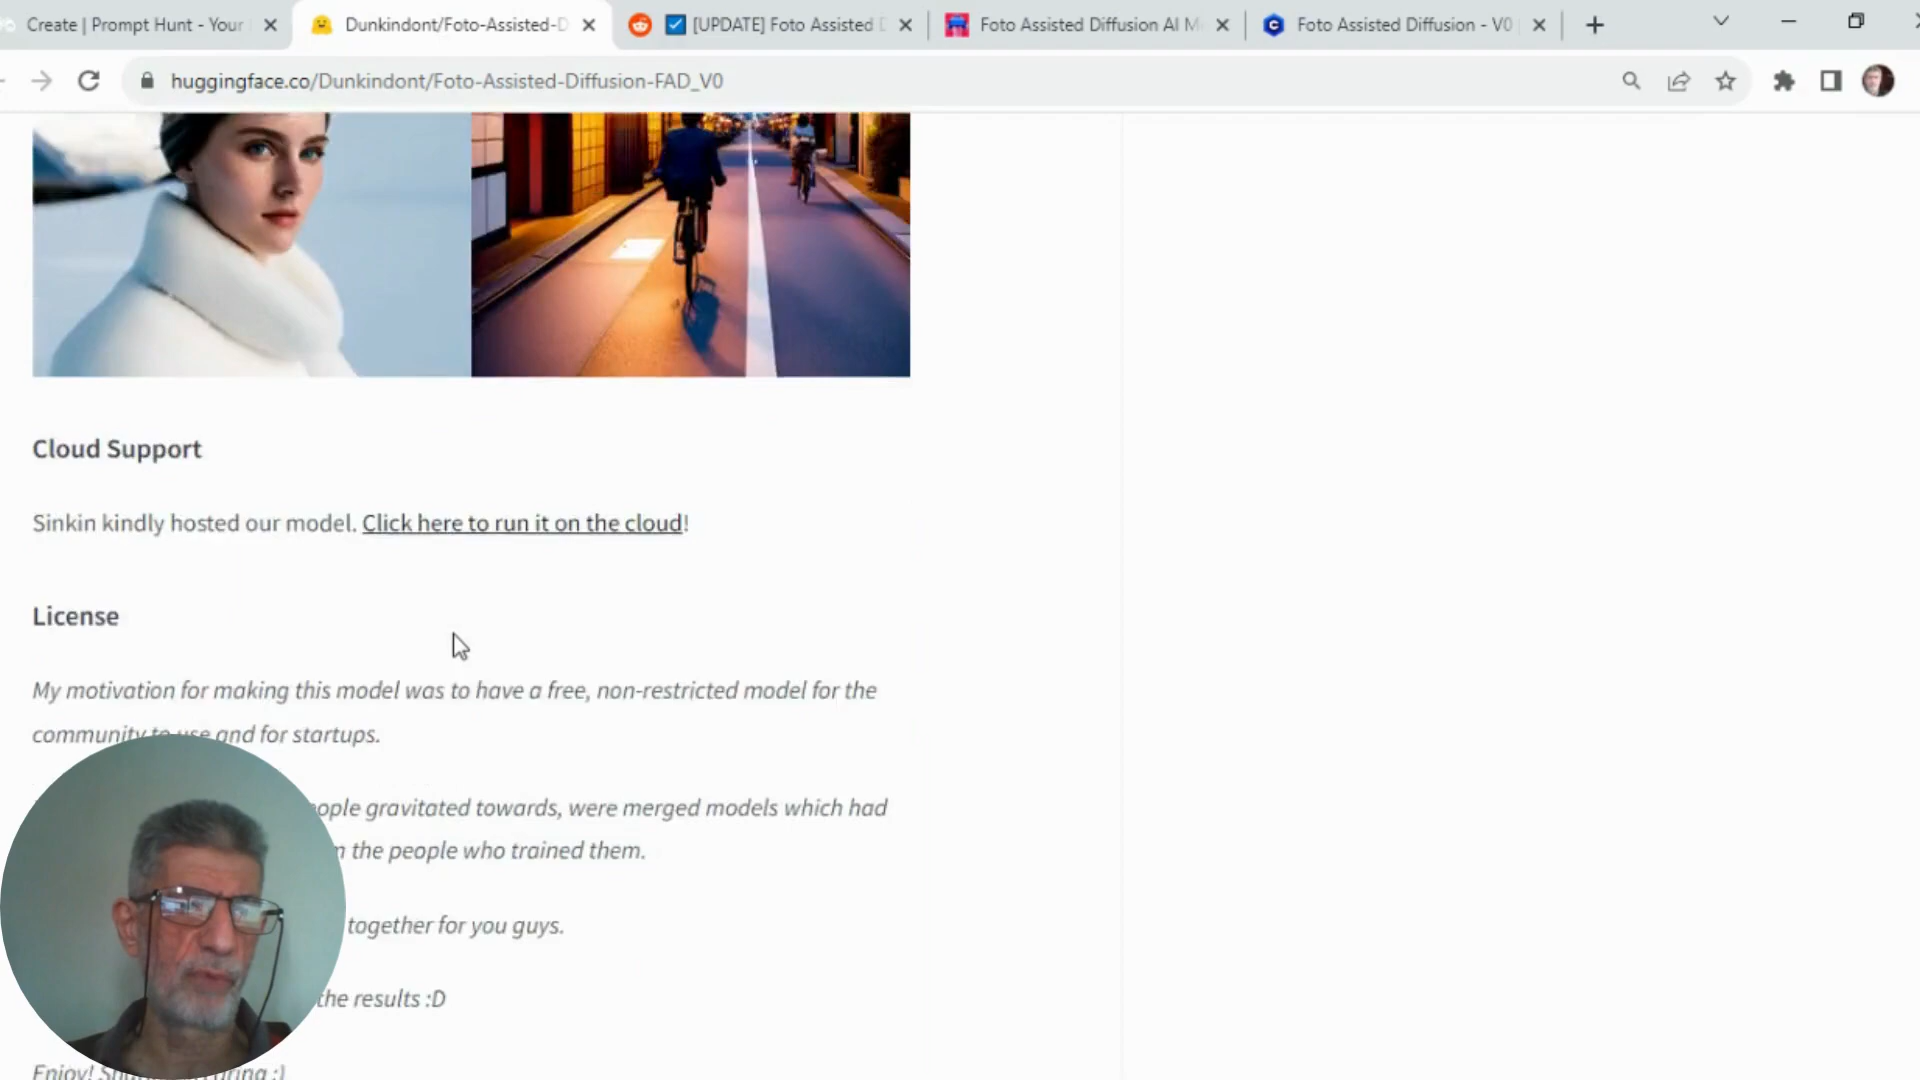 Create | Prompt Hunt - Your
Dunkindont/Foto-Assisted-D
[UPDATE] Foto Assisted D
Foto Assisted Diffusion AI M
Foto Assisted Diffusion - V0
huggingface.co/Dunkindont/Foto-Assisted-Diffusion-FAD_V0
Cloud Support
Sinkin kindly hosted our model. Click here to run it on the cloud!
License
My motivation for making this model was to have a free, non-restricted model for the
community to use and for startups.
ople gravitated towards, were merged models which had
the people who trained them.
together for you guys.
the results :D
Enjoy! :)